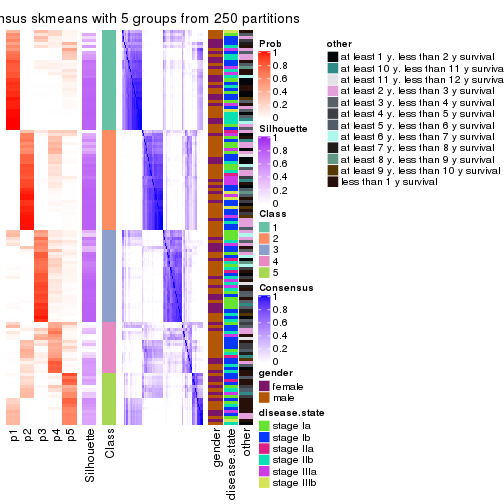 nsus skmeans with 5 groups from 250 partitions
Prob
1
0.8
0.6
0.4
0.2
0
Silhouette
1
0.8
0.6
0.4
0.2
0
Class
1
2
3
4
5
Consensus
1
0.8
0.6
0.4
0.2
0
gender
female
male
disease.state
stage Ia
stage Ib
stage IIa
stage IIb
stage IIIa
stage IIIb
other
at least 1 y. less than 2 y survival
at least 10 y. less than 11 y surviva
at least 11 y. less than 12 y survival
at least 2 y. less than 3 y survival
at least 3 y. less than 4 y survival
at least 4 y. less than 5 y survival
at least 5 y. less than 6 y survival
at least 6 y. less than 7 y survival
at least 7 y. less than 8 y survival
at least 8 y. less than 9 y survival
at least 9 y. less than 10 y survival
less than 1 y survival
p1
p2
p3
p4
p5
Silhouette
Class
gender
disease.state
other